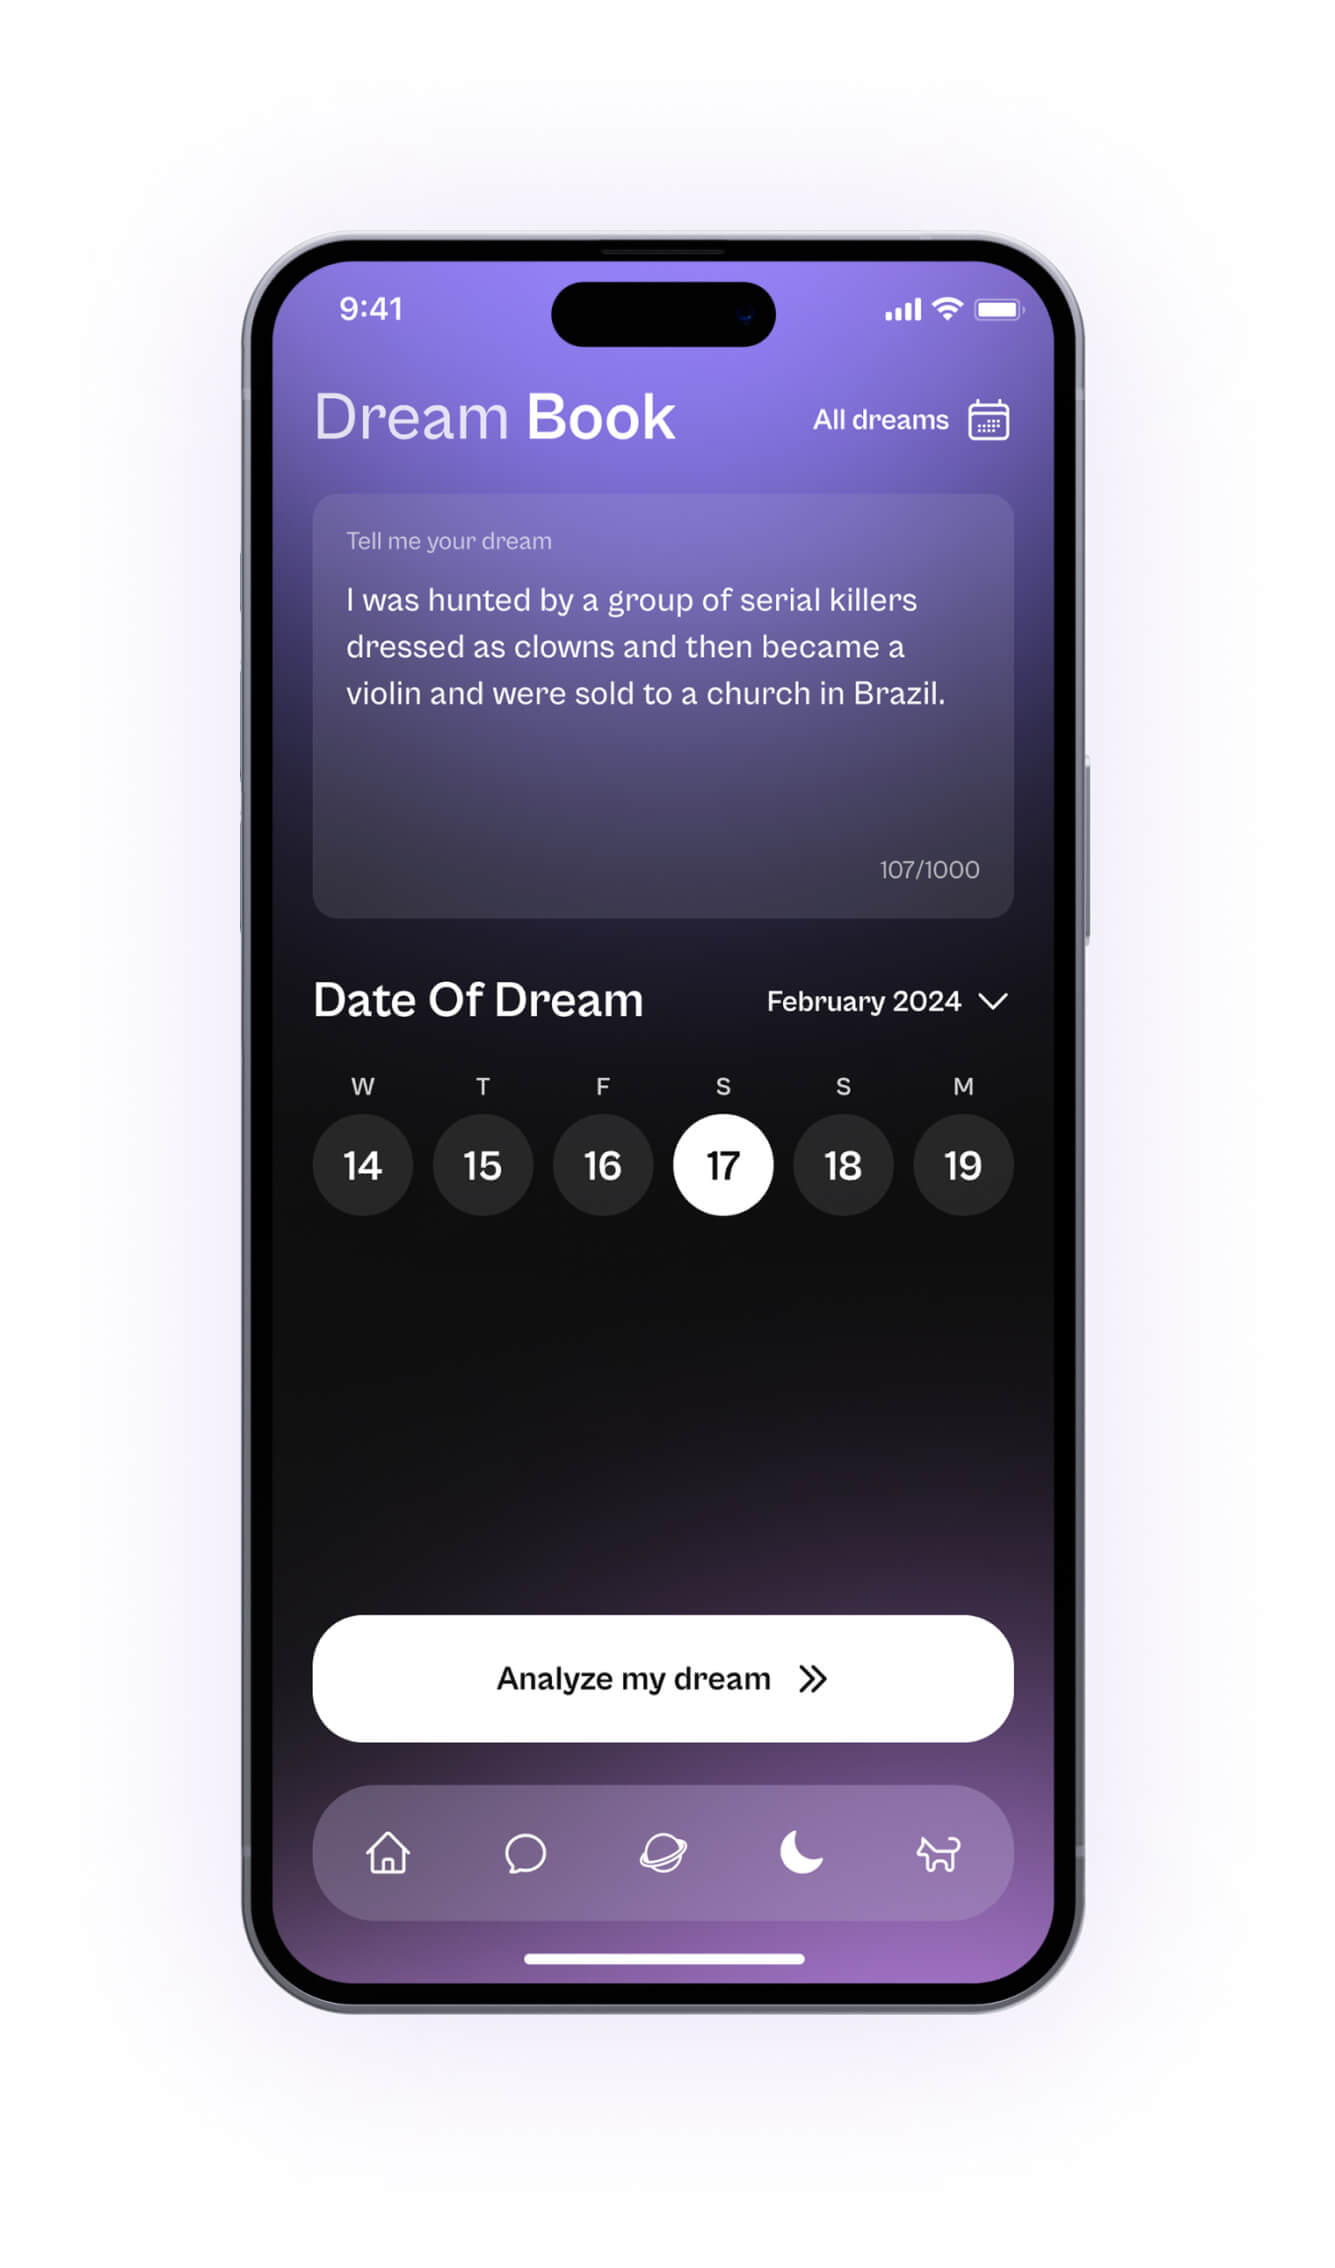 9:41
Dream Book
All dreams
Tell me your dream
I was hunted by a group of serial killers
dressed as clowns and then became a
violin and were sold to a church in Brazil.
107/1000
Date Of Dream
February 2024
W T F S S M
14 15 16 17 18 19
Analyze my dream